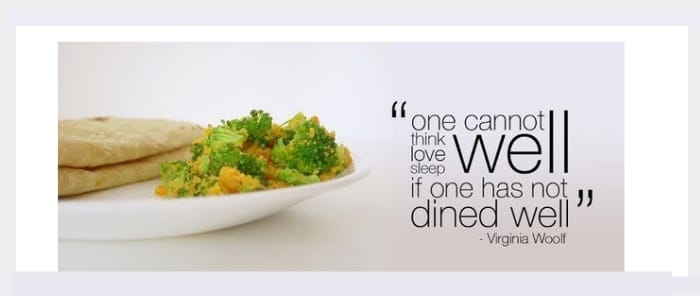 “one cannot
think
love
sleep
well
if one has not
dined well”
- Virginia Woolf